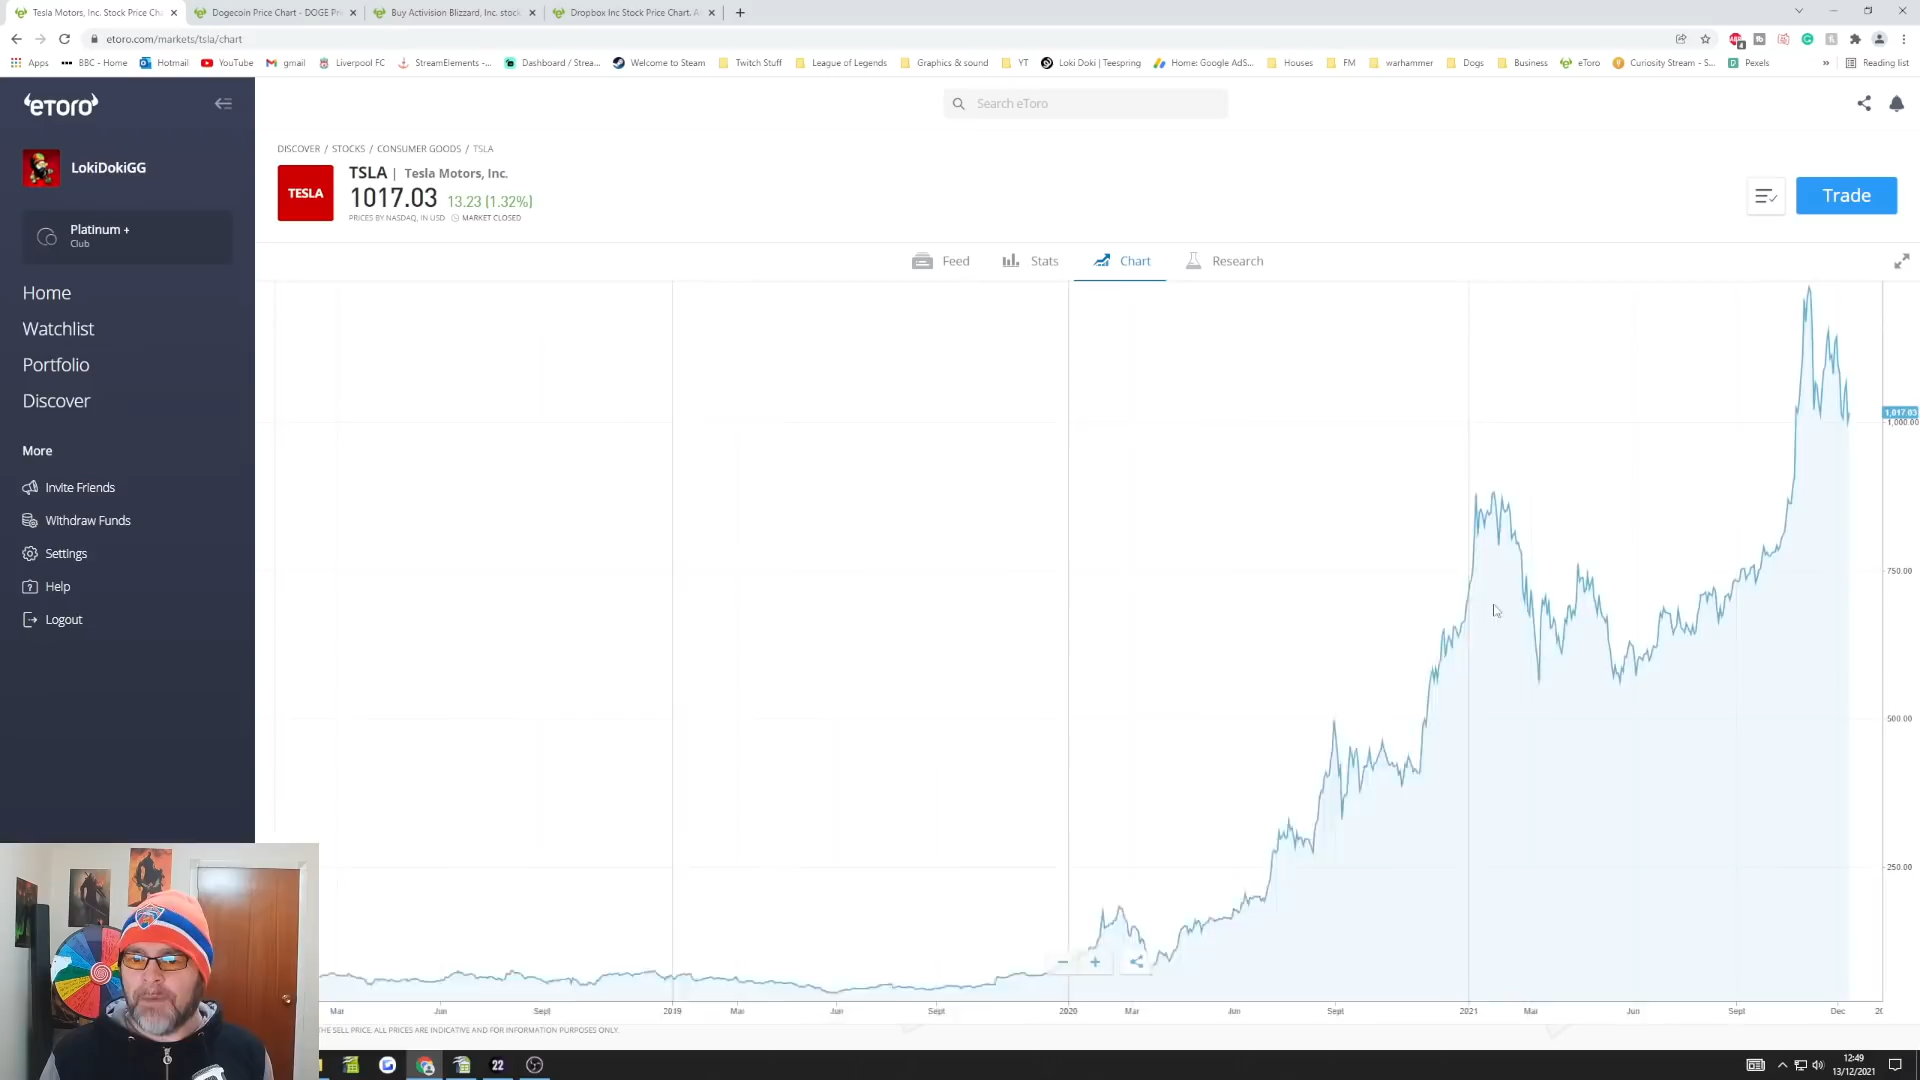 Tesla Motors, Inc. Stock Price Cha
Dogecoin Price Chart - DOGE Pri
Buy Activision Blizzard, Inc. stock
Dropbox Inc Stock Price Chart, A
etoro.com/markets/tsla/chart
Apps
BBC - Home
Hotmail
YouTube
gmail
Liverpool FC
StreamElements -...
Dashboard / Strea...
Welcome to Steam
Twitch Stuff
League of Legends
Graphics & sound
YT
Loki Doki | Teespring
Home: Google AdS...
Houses
FM
warhammer
Dogs
Business
eToro
Curiosity Stream - S...
Pexels
»
Reading list
eToro
Search eToro
LokiDokiGG
Platinum +
Club
Home
Watchlist
Portfolio
Discover
More
Invite Friends
Withdraw Funds
Settings
Help
Logout
DISCOVER / STOCKS / CONSUMER GOODS / TSLA
TESLA
TSLA | Tesla Motors, Inc.
1017.03 13.23 (1.32%)
PRICES BY NASDAQ, IN USD MARKET CLOSED
Trade
Feed
Stats
Chart
Research
1,017.03
1,000.00
750.00
500.00
250.00
Mar
Jun
Sept
2019
Mar
Jun
Sept
2020
Mar
Jun
Sept
2021
Mar
Jun
Sept
Dec
20
THE SELL PRICE. ALL PRICES ARE INDICATIVE AND FOR INFORMATION PURPOSES ONLY.
22
12:49
13/12/2021